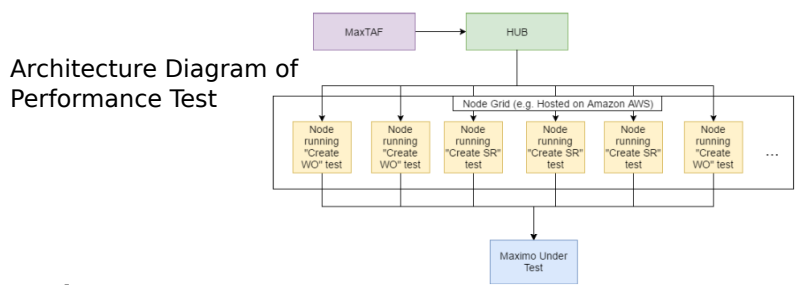 MaxTAF
HUB
Architecture Diagram of
Performance Test
Node Grid (e.g. Hosted on Amazon AWS)
Node
running
"Create
WO" test
Node
running
"Create
WO" test
Node
running
"Create SR"
test
Node
running
"Create SR"
test
Node
running
"Create SR"
test
Node
running
"Create
WO" test
...
Maximo Under
Test